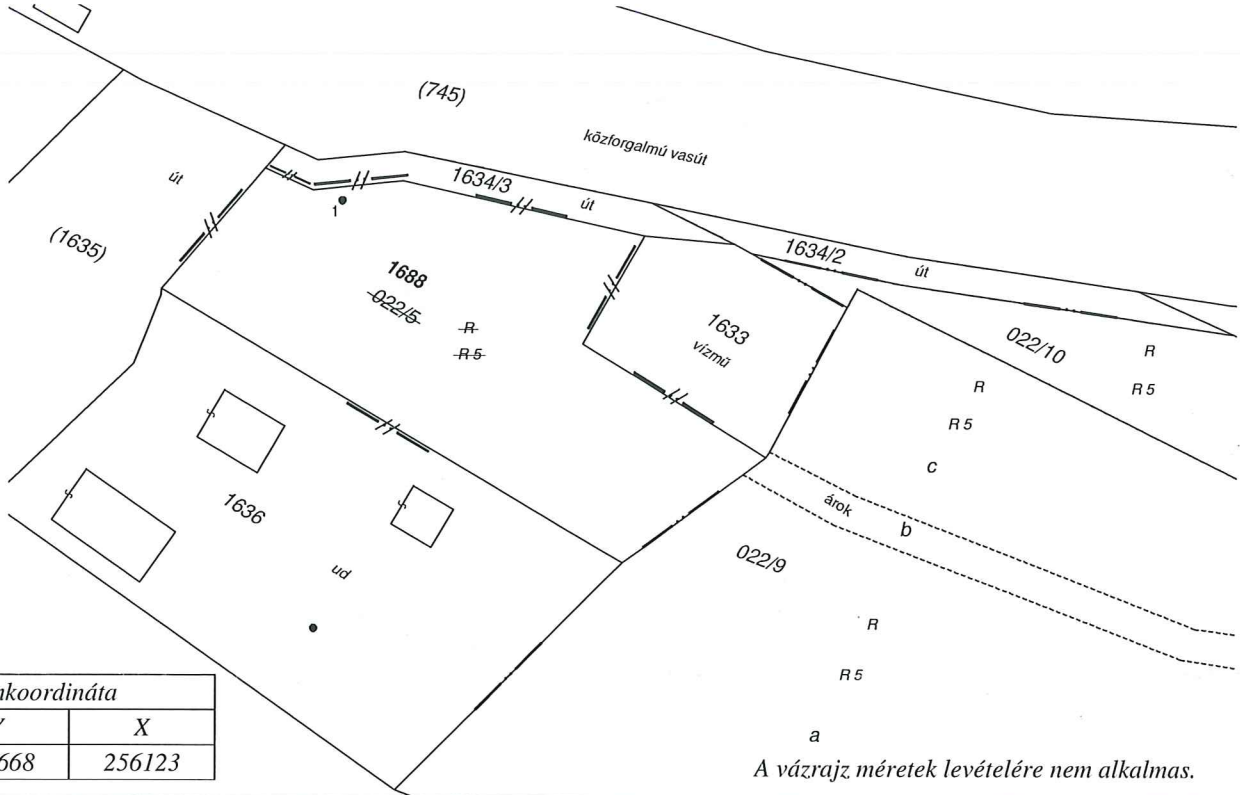 (745)
közforgalmú vasút
út
1634/3
út
(1635)
1
1634/2
út
1688
022/5
R
R 5
1633
vízmű
022/10
R
R 5
R
R 5
c
árok
b
1636
ud
022/9
R
R 5
a
nkoordináta
X
668 256123
A vázrajz méretek levételére nem alkalmas.